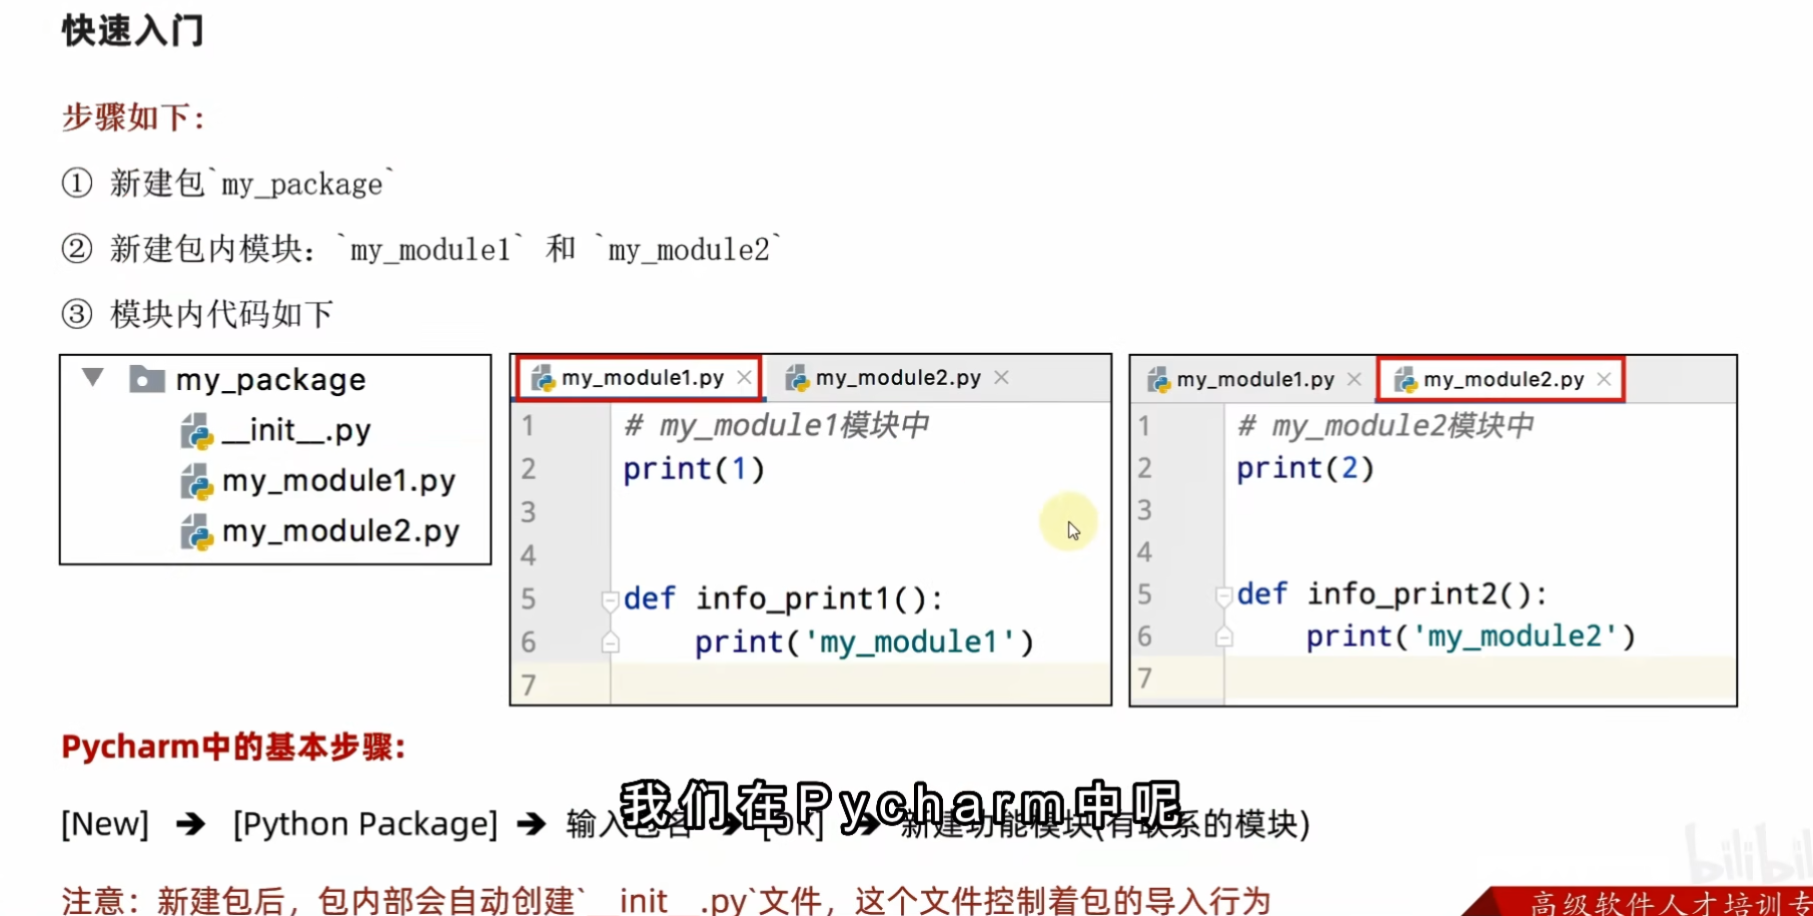 快速入门
步骤如下：
① 新建包`my_package`
② 新建包内模块：`my_module1` 和 `my_module2`
③ 模块内代码如下
my_package
__init__.py
my_module1.py
my_module2.py
my_module1.py × my_module2.py ×
1 # my_module1模块中
2 print(1)
3
4
5 def info_print1():
6 print('my_module1')
7
my_module1.py × my_module2.py ×
1 # my_module2模块中
2 print(2)
3
4
5 def info_print2():
6 print('my_module2')
7
Pycharm中的基本步骤：
[New] ➔ [Python Package] ➔ 输入包名 ➔ [OK] ➔ 新建功能模块(有联系的模块)
我们在Pycharm中呢
注意：新建包后，包内部会自动创建`__init__.py`文件，这个文件控制着包的导入行为
bilibil
高级软件人才培训专